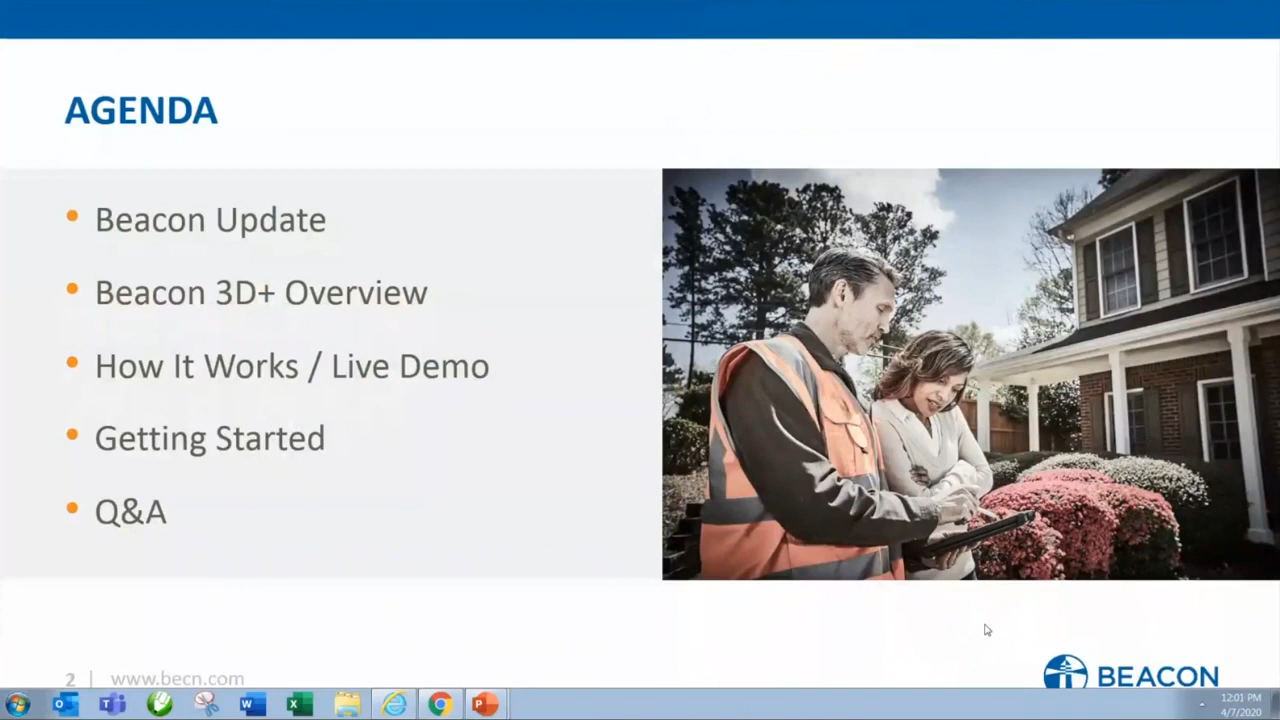 AGENDA
• Beacon Update
• Beacon 3D+ Overview
• How It Works / Live Demo
• Getting Started
• Q&A
2 | www.becn.com
BEACON
12:01 PM
4/7/2020